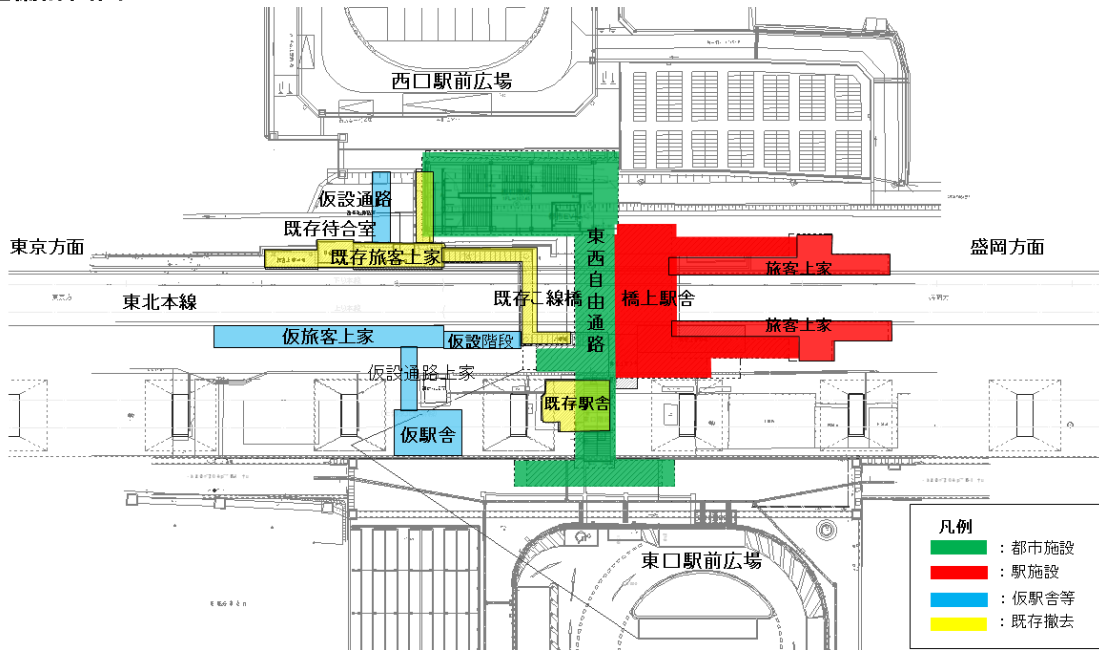 西口駅前広場
仮設通路
既存待合室
東京方面
既存旅客上家
東西自由通路
盛岡方面
旅客上家
東北本線
既存こ線橋
橋上駅舎
仮旅客上家
仮設階段
旅客上家
仮設通路上家
既存駅舎
仮駅舎
東口駅前広場
凡例
：都市施設
：駅施設
：仮駅舎等
：既存撤去